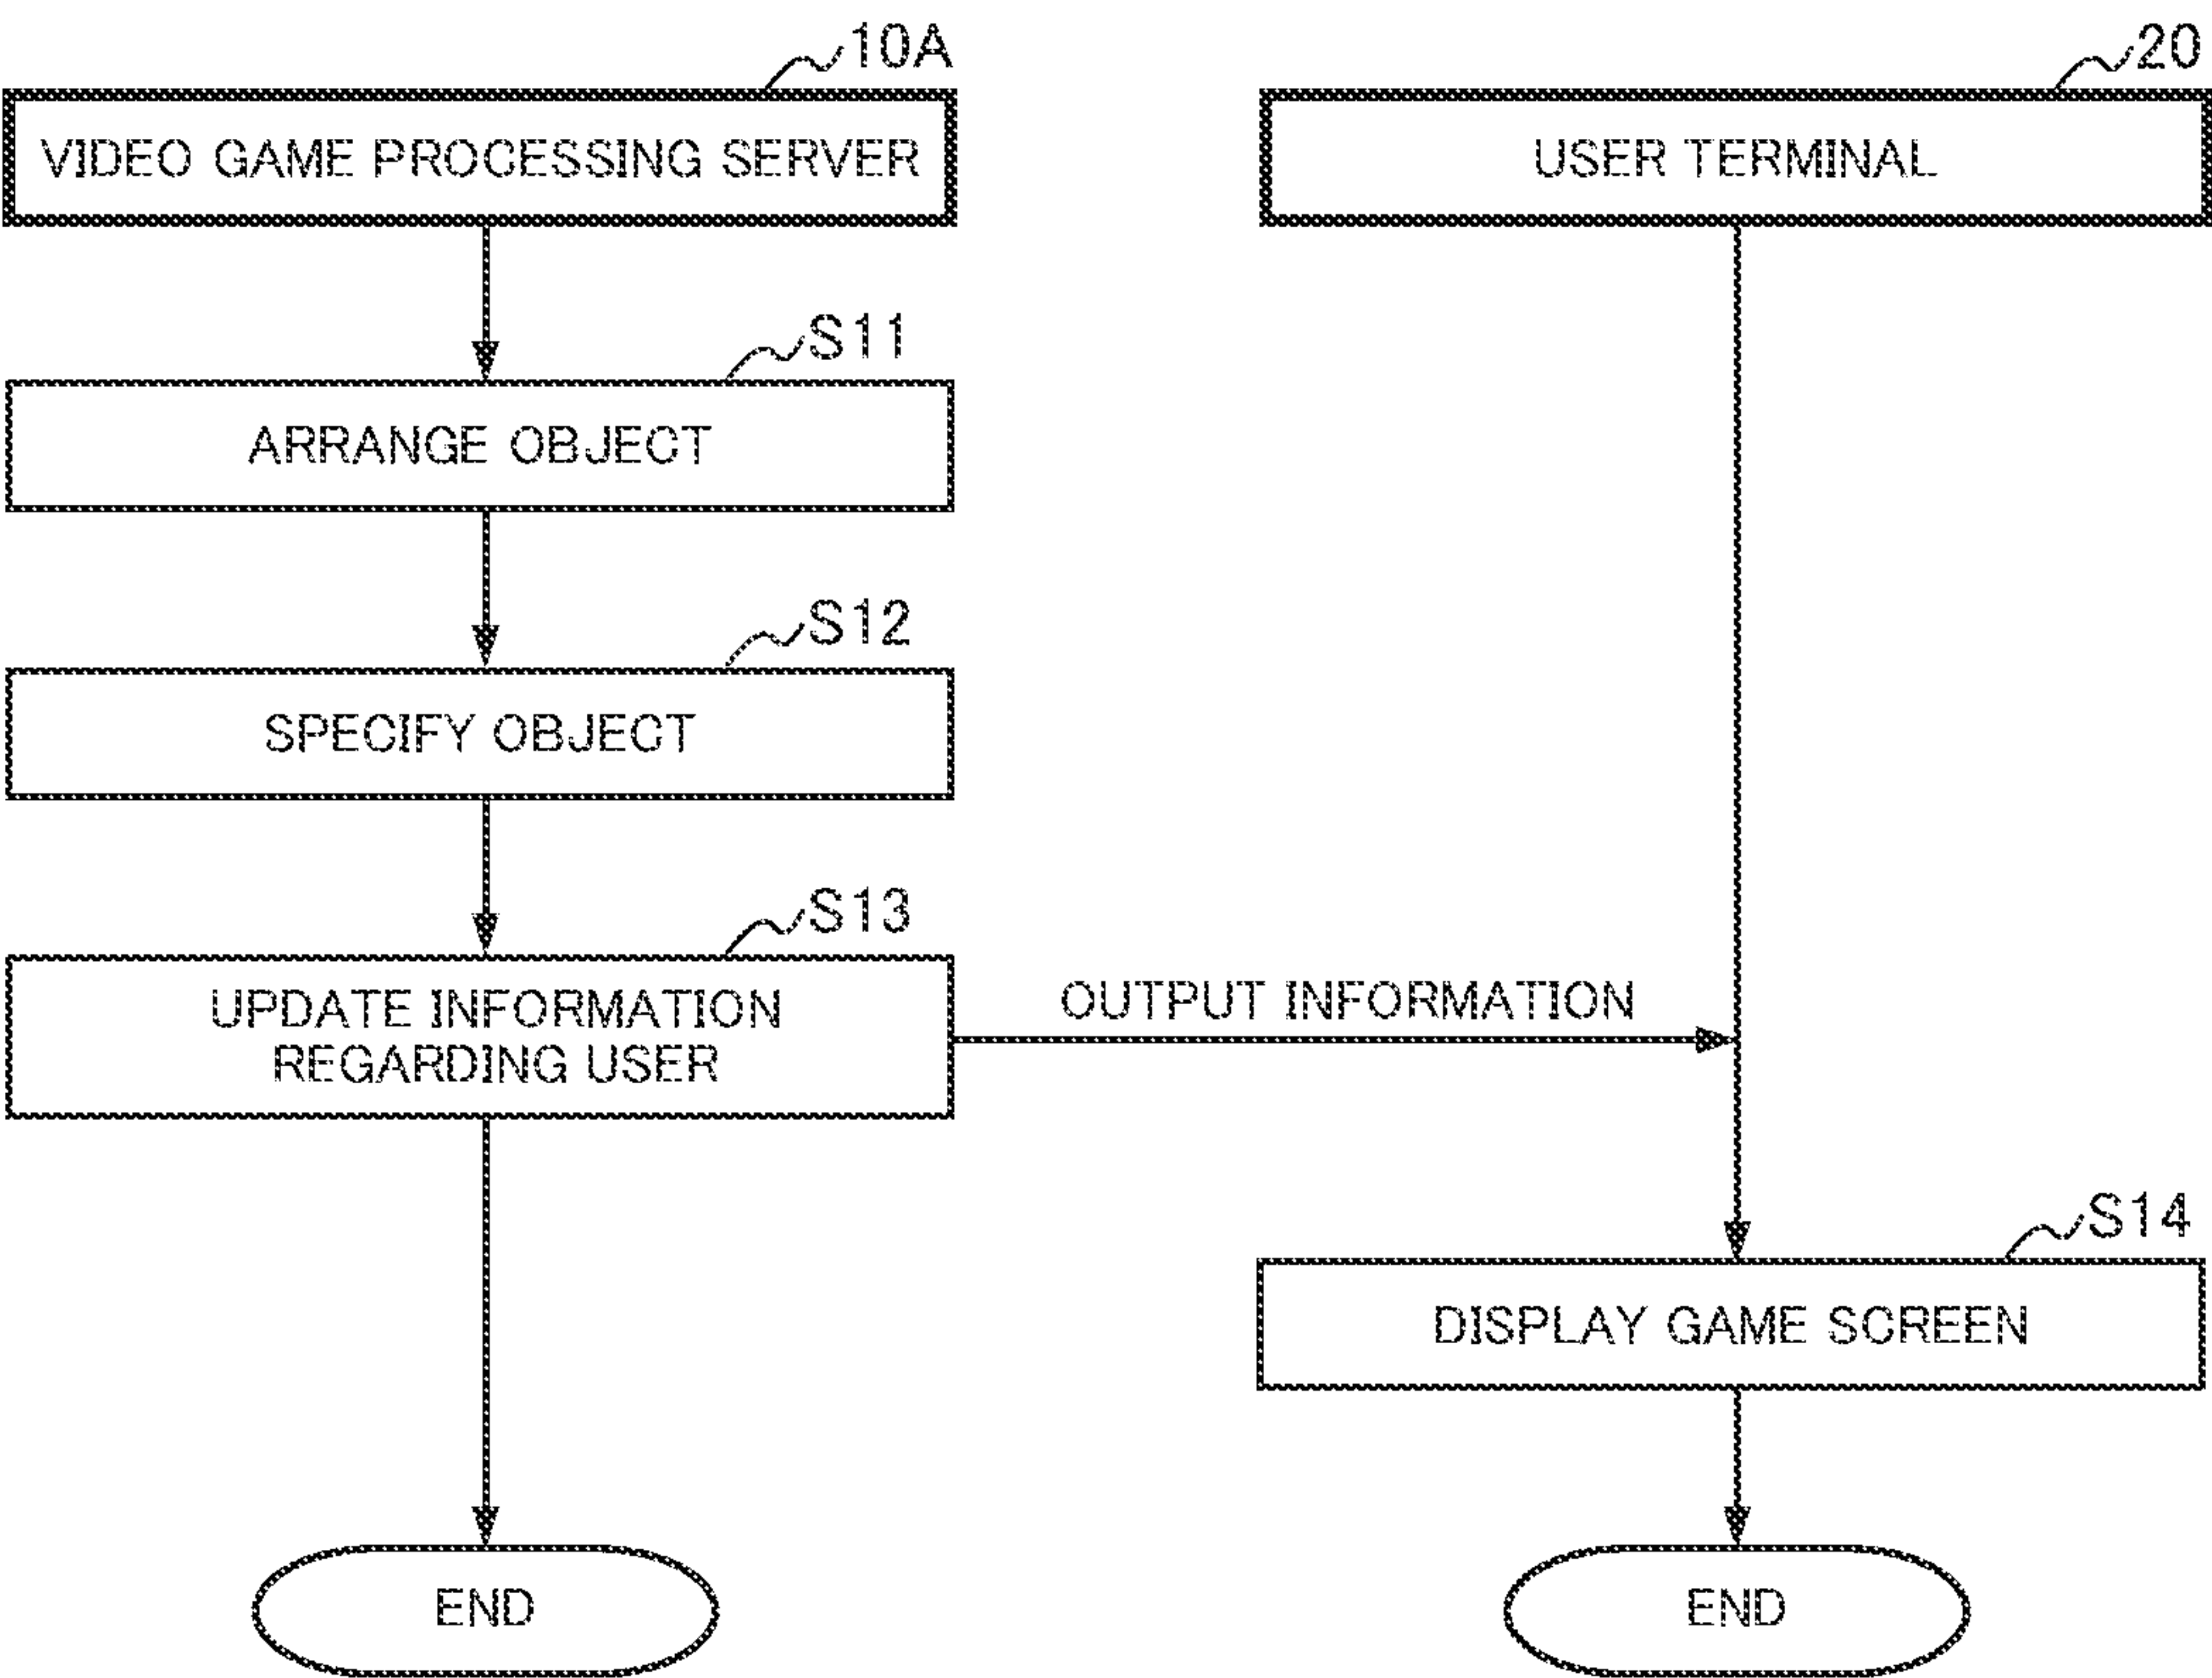 10A
VIDEO GAME PROCESSING SERVER
20
USER TERMINAL
S11
ARRANGE OBJECT
S12
SPECIFY OBJECT
S13
UPDATE INFORMATION
REGARDING USER
OUTPUT INFORMATION
S14
DISPLAY GAME SCREEN
END
END